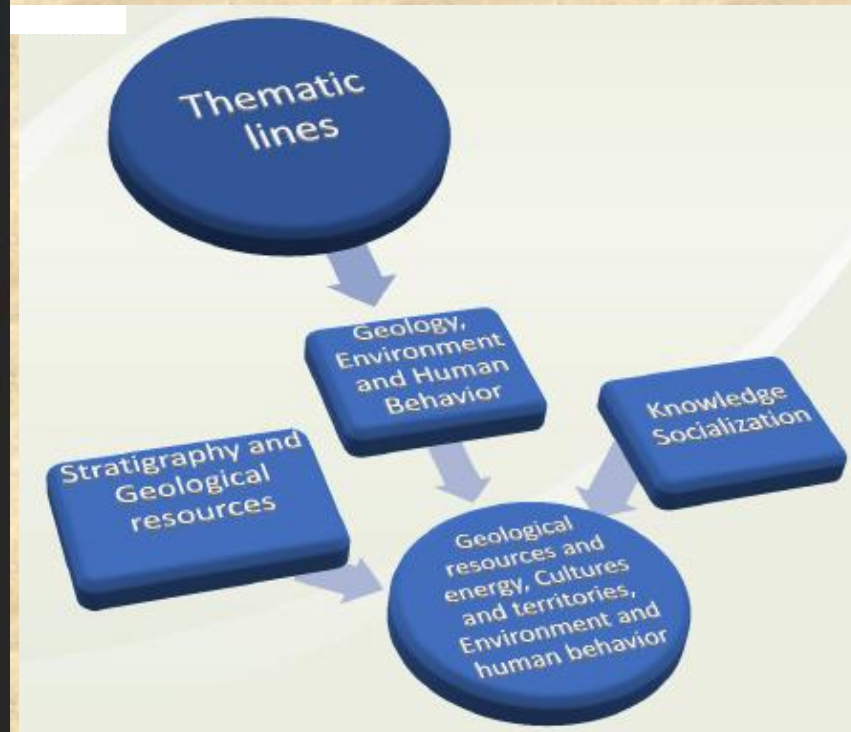 Thematic
lines
Geology,
Environment
and Human
Behavior
Knowledge
Socialization
Stratigraphy and
Geological
resources
Geological
resources and
energy, Cultures
and territories,
Environment and
human behavior